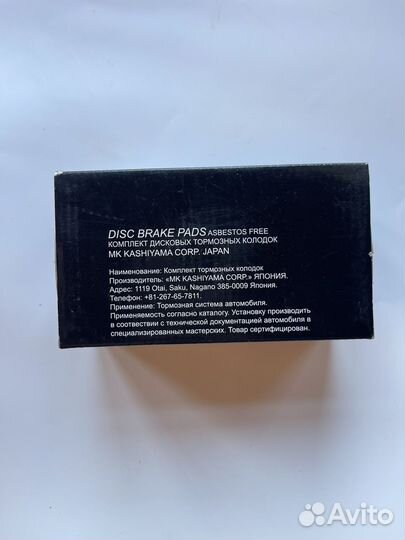 DISC BRAKE PADS ASBESTOS FREE
КОМПЛЕКТ ДИСКОВЫХ ТОРМОЗНЫХ КОЛОДОК
MK KASHIYAMA CORP. JAPAN
Наименование: Комплект тормозных колодок
Производитель: «MK KASHIYAMA CORP.» ЯПОНИЯ.
Адрес: 1119 Otai, Saku, Nagano 385-0009 Япония.
Телефон: +81-267-65-7811.
Применение: Тормозная система автомобиля.
Применяемость согласно каталогу. Установку производить
в соотвествии с технической документацией автомобиля в
специализированных мастерских. Товар сертифицирован.
Avito